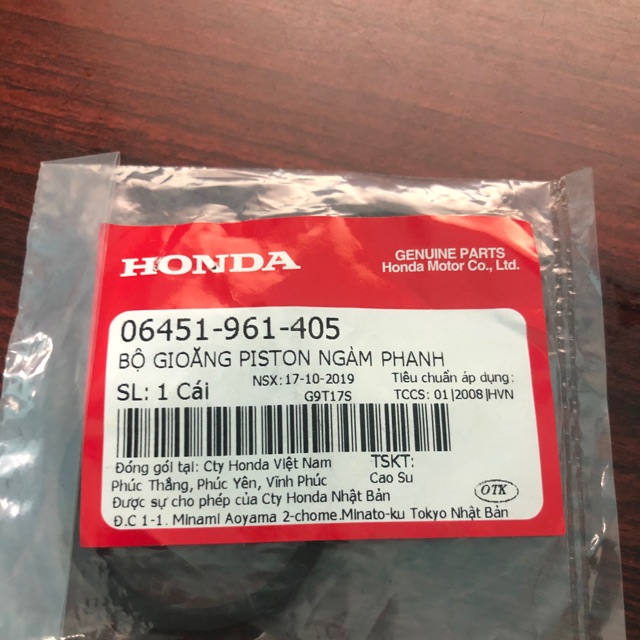 HONDA
GENUINE PARTS
Honda Motor Co., Ltd.
06451-961-405
BỘ GIOĂNG PISTON NGÀM PHANH
SL: 1 Cái
NSX: 17-10-2019
G9T17S
Tiêu chuẩn áp dụng:
TCCS: 01|2008|HVN
Đóng gói tại: Cty Honda Việt Nam
Phúc Thắng, Phúc Yên, Vĩnh Phúc
TSKT:
Cao Su
Được sự cho phép của Cty Honda Nhật Bản
OTK
Đ.C 1-1. Minami Aoyama 2-chome.Minato-ku Tokyo Nhật Bản